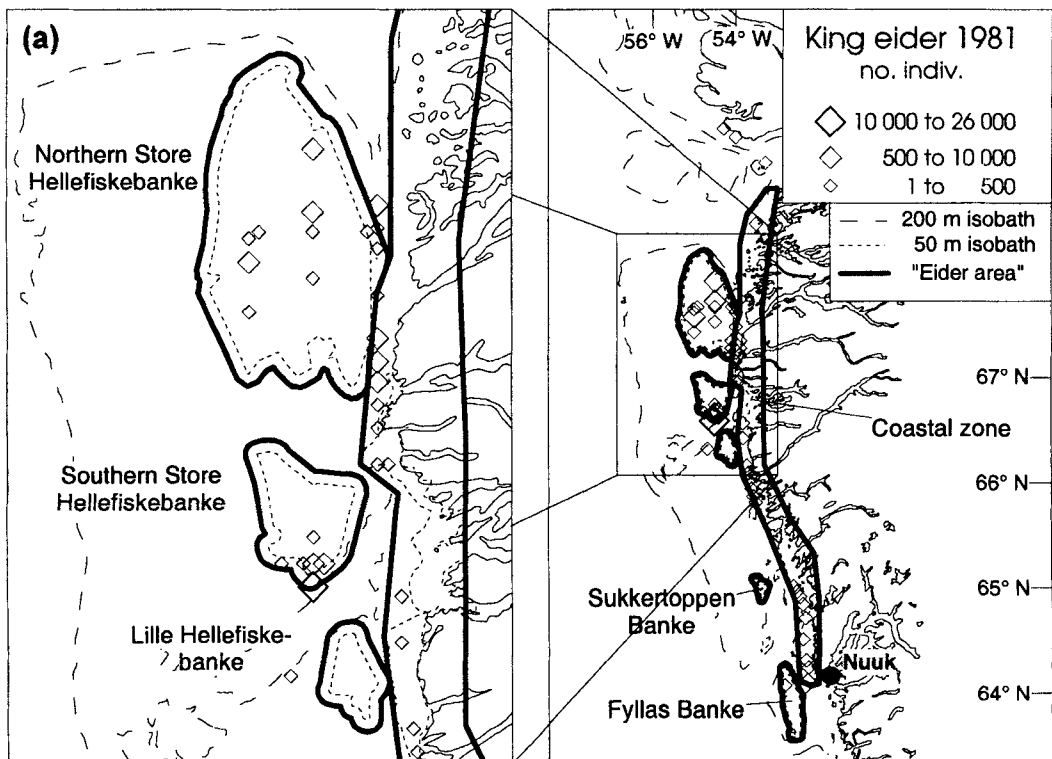 (a)
Northern Store
Hellefiskebanke
Southern Store
Hellefiskebanke
Lille Hellefiske-
banke
56° W
54° W
King eider 1981
no. indiv.
10 000 to 26 000
500 to 10 000
1 to 500
200 m isobath
50 m isobath
"Eider area"
67° N
Coastal zone
66° N
65° N
Sukkertoppen
Banke
Nuuk
64° N
Fyllas Banke